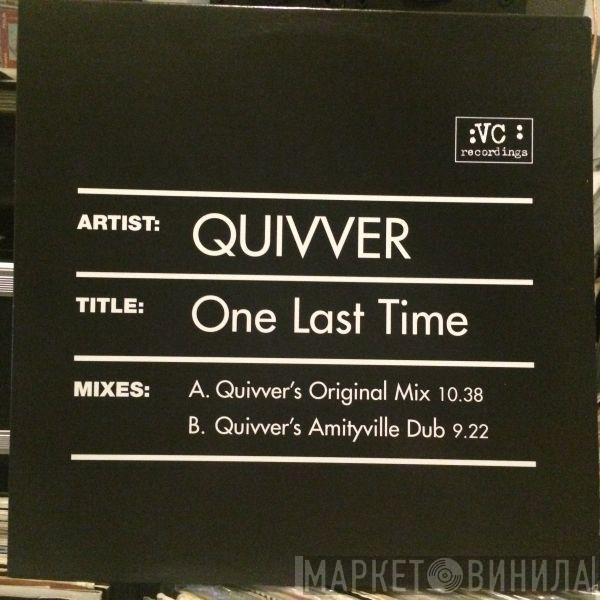 :VC :
recordings
ARTIST: QUIVVER
TITLE: One Last Time
MIXES: A. Quivver's Original Mix 10.38
B. Quivver's Amityville Dub 9.22
МАРКЕТ ВИНИЛА